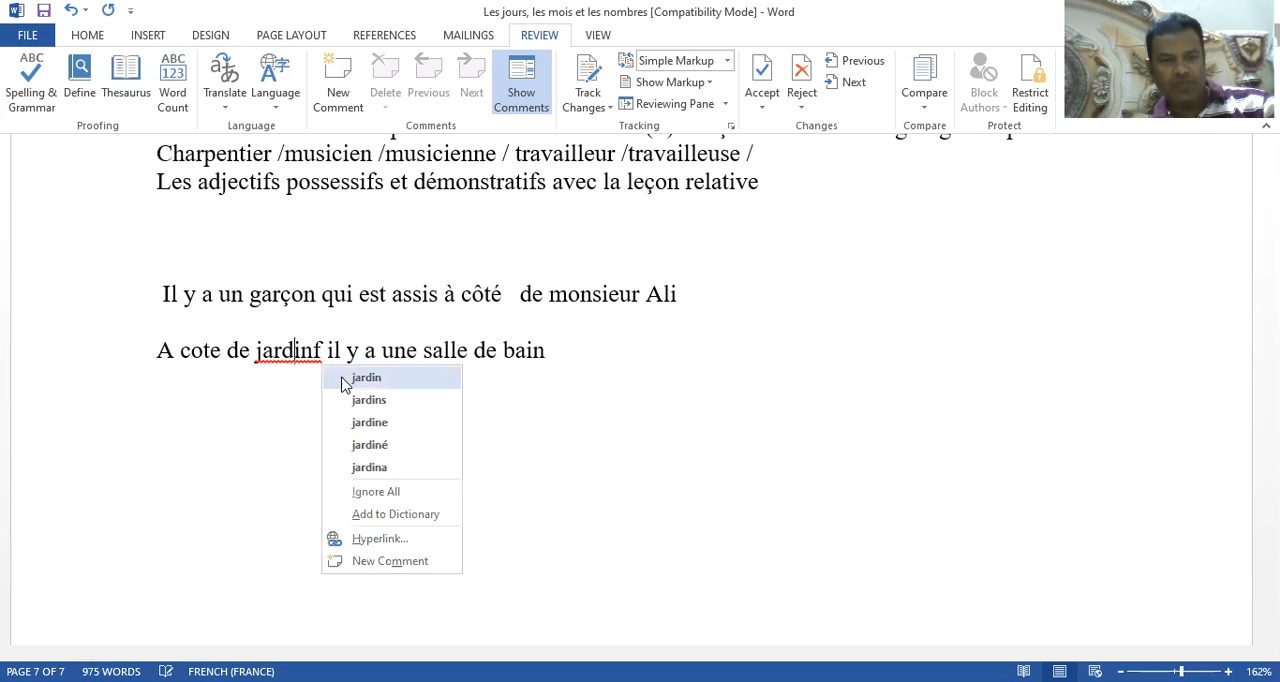 Les jours, les mois et les nombres [Compatibility Mode] - Word
FILE HOME INSERT DESIGN PAGE LAYOUT REFERENCES MAILINGS REVIEW VIEW
ABC Spelling & Grammar Define Thesaurus ABC 123 Word Count
Translate Language
New Comment Delete Previous Next Show Comments
Track Changes Simple Markup Show Markup Reviewing Pane
Accept Reject Previous Next
Compare Block Authors Restrict Editing
Proofing Language Comments Tracking Changes Compare Protect
Charpentier /musicien /musicienne / travailleur /travailleuse /
Les adjectifs possessifs et démonstratifs avec la leçon relative
Il y a un garçon qui est assis à côté de monsieur Ali
A cote de jardinf il y a une salle de bain
jardin
jardins
jardine
jardiné
jardina
Ignore All
Add to Dictionary
Hyperlink...
New Comment
PAGE 7 OF 7 975 WORDS FRENCH (FRANCE) 162%